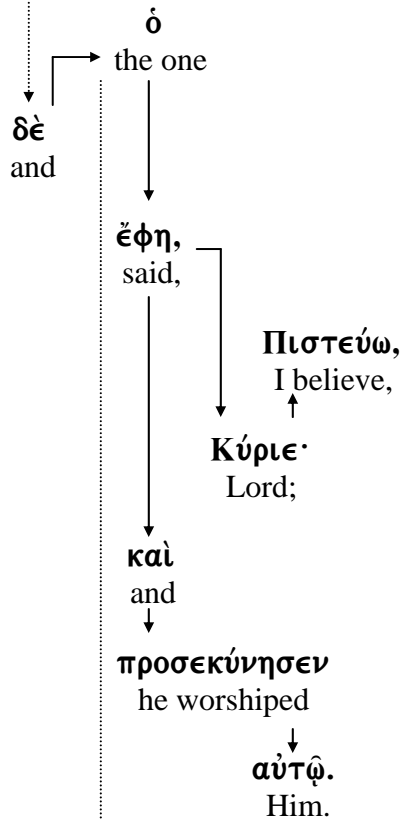 ὁ
the one
δὲ
and
ἔφη,
said,
Πιστεύω,
I believe,
Κύριε·
Lord;
καὶ
and
προσεκύνησεν
he worshiped
αὐτῷ.
Him.